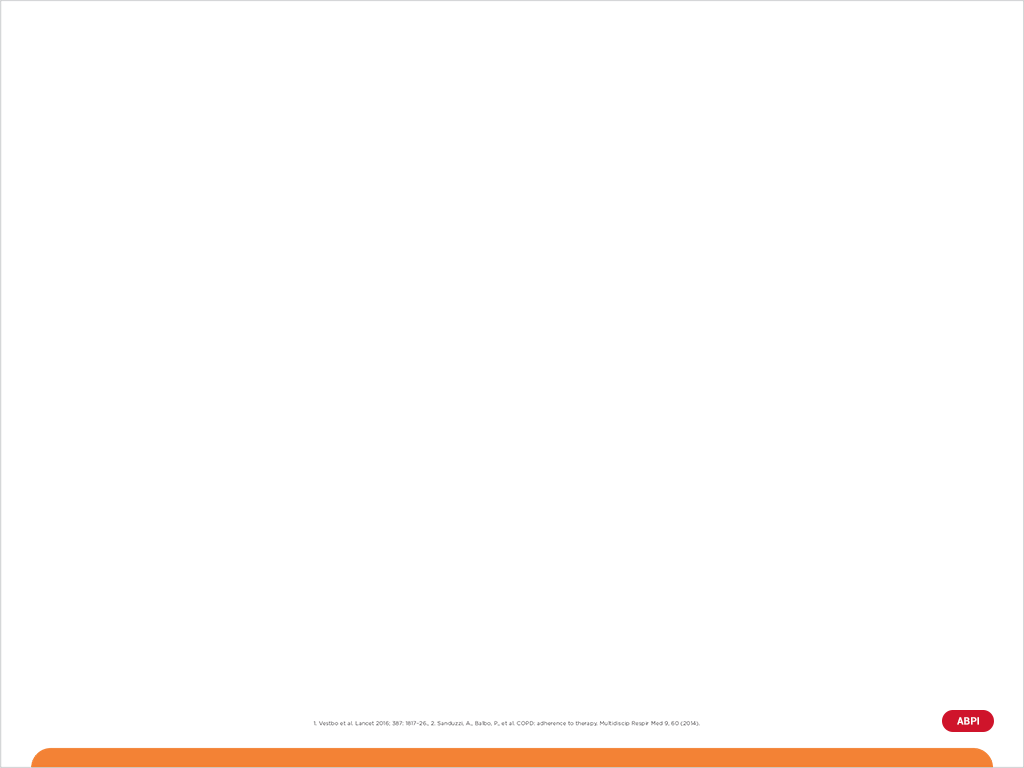 1. Vestbo et al. Lancet 2016; 387: 1817–26., 2. Sanduzzi, A., Balbo, P., et al. COPD: adherence to therapy. Multidiscip Respir Med 9, 60 (2014).
ABPI